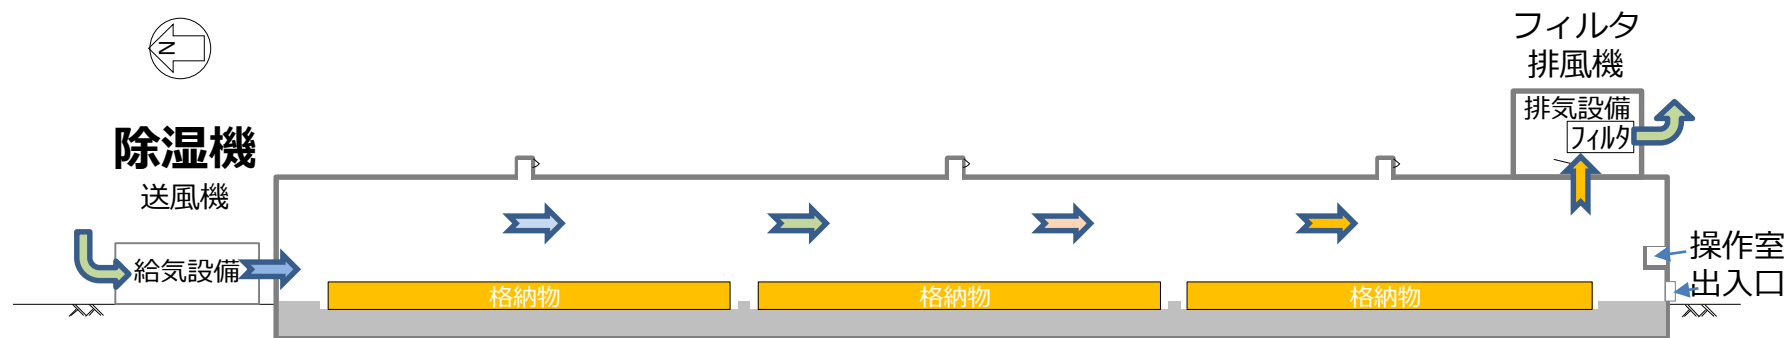 N
除湿機
送風機
給気設備
フィルタ
排風機
排気設備
フィルタ
操作室
出入口
格納物
格納物
格納物